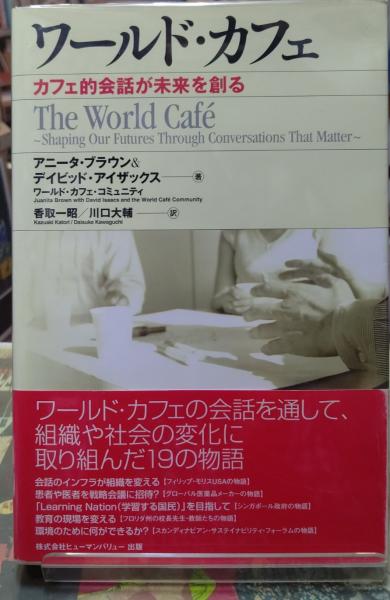 ワールド・カフェ
カフェ的会話が未来を創る
The World Café
~Shaping Our Futures Through Conversations That Matter~
アニータ・ブラウン&
デイビッド・アイザックス 著
ワールド・カフェ・コミュニティ
Juanita Brown with David Isaacs and the World Café Community
香取一昭/川口大輔 訳
Kazuaki Katori / Daisuke Kawaguchi
ワールド・カフェの会話を通して、
組織や社会の変化に
取り組んだ19の物語
会話のインフラが組織を変える【フィリップ・モリスUSAの物語】
患者や医者を戦略会議に招待?【グローバル医薬品メーカーの物語】
「Learning Nation(学習する国民)」を目指して【シンガポール政府の物語】
教育の現場を変える【フロリダ州の校長先生・教師たちの物語】
環境のために何ができるか?【スカンディナビアン・サステイナビリティ・フォーラムの物語】
株式会社ヒューマンバリュー 出版